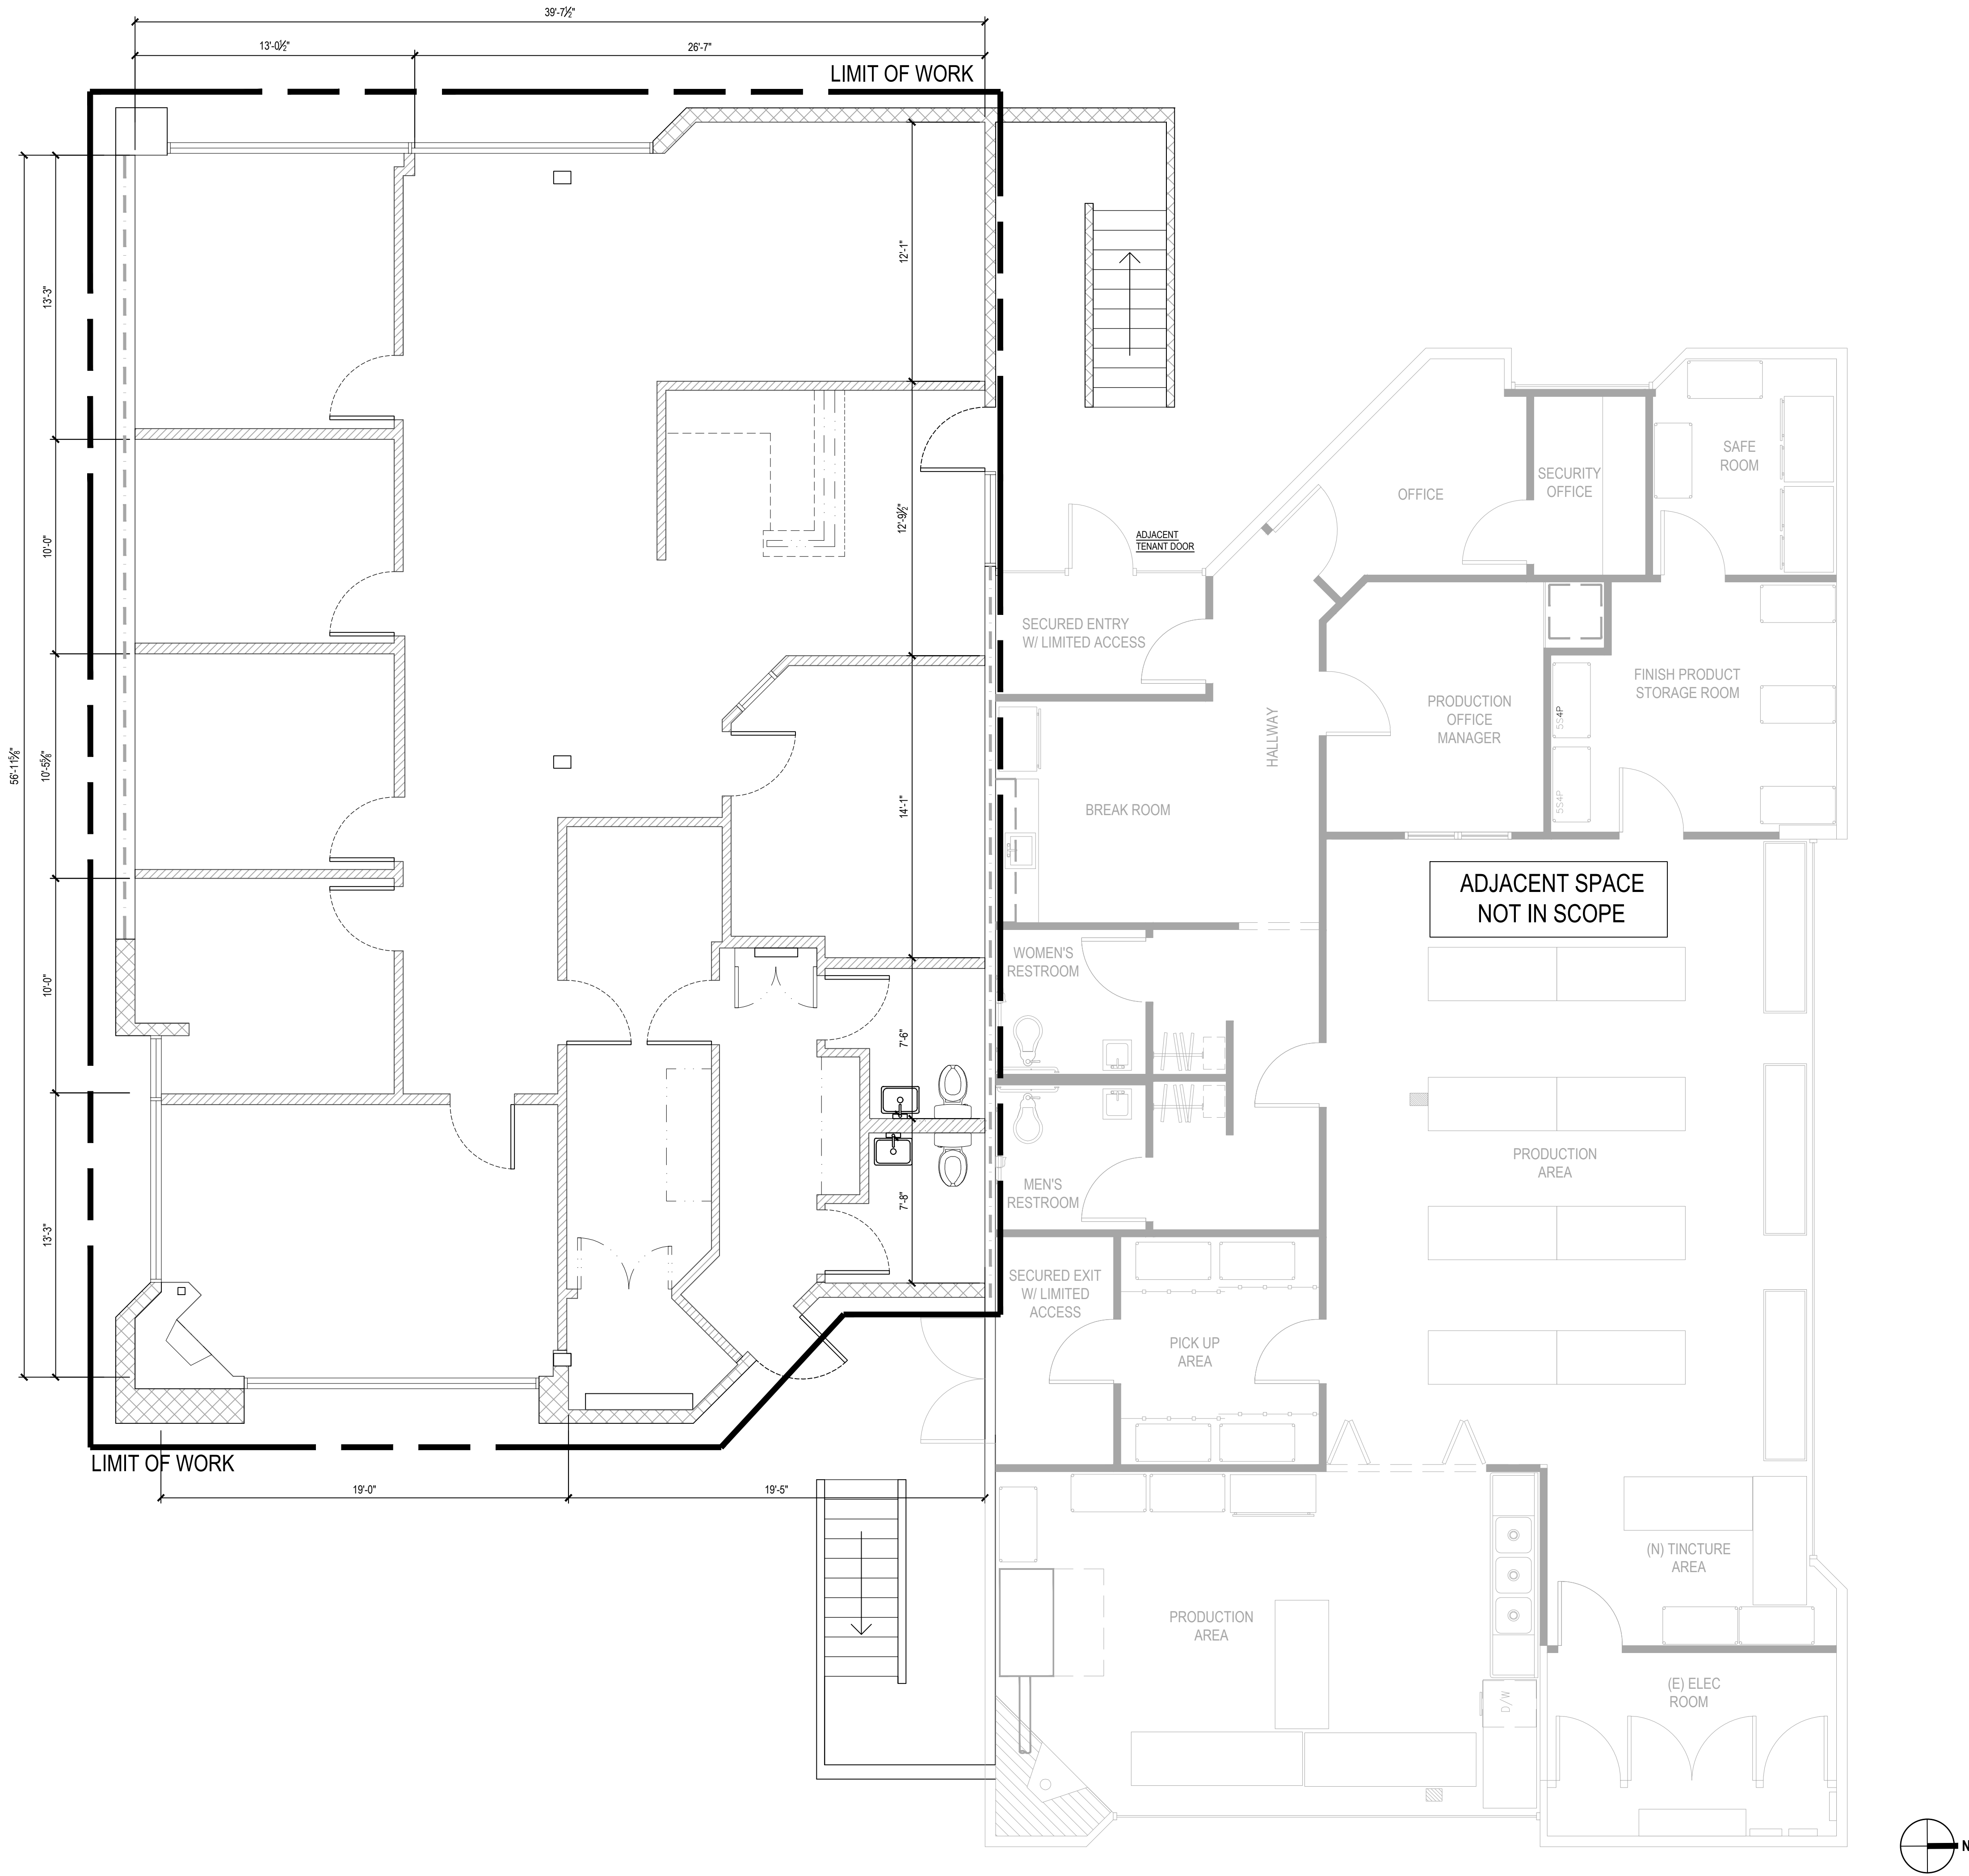 39'-7½"
13'-0½"
26'-7"
LIMIT OF WORK
12'-1"
13'-3"
ADJACENT
TENANT DOOR
OFFICE
SECURITY
OFFICE
SAFE
ROOM
12'-9½"
10'-0"
SECURED ENTRY
W/ LIMITED ACCESS
HALLWAY
PRODUCTION
OFFICE
MANAGER
FINISH PRODUCT
STORAGE ROOM
5S4P
5S4P
56'-11⅝"
10'-5⅝"
14'-1"
BREAK ROOM
ADJACENT SPACE
NOT IN SCOPE
WOMEN'S
RESTROOM
10'-0"
7'-6"
PRODUCTION
AREA
MEN'S
RESTROOM
7'-8"
13'-3"
SECURED EXIT
W/ LIMITED
ACCESS
PICK UP
AREA
LIMIT OF WORK
19'-0"
19'-5"
(N) TINCTURE
AREA
PRODUCTION
AREA
D/W
(E) ELEC
ROOM
N